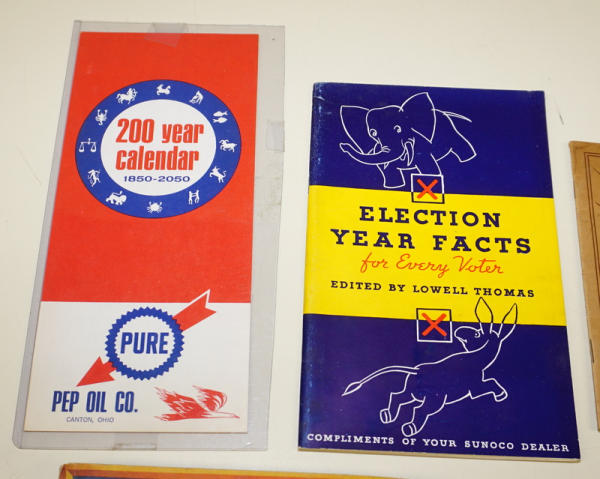 200 year
calendar
1850-2050
PURE
PEP OIL CO.
CANTON, OHIO
ELECTION
YEAR FACTS
for Every Voter
EDITED BY LOWELL THOMAS
COMPLIMENTS OF YOUR SUNOCO DEALER